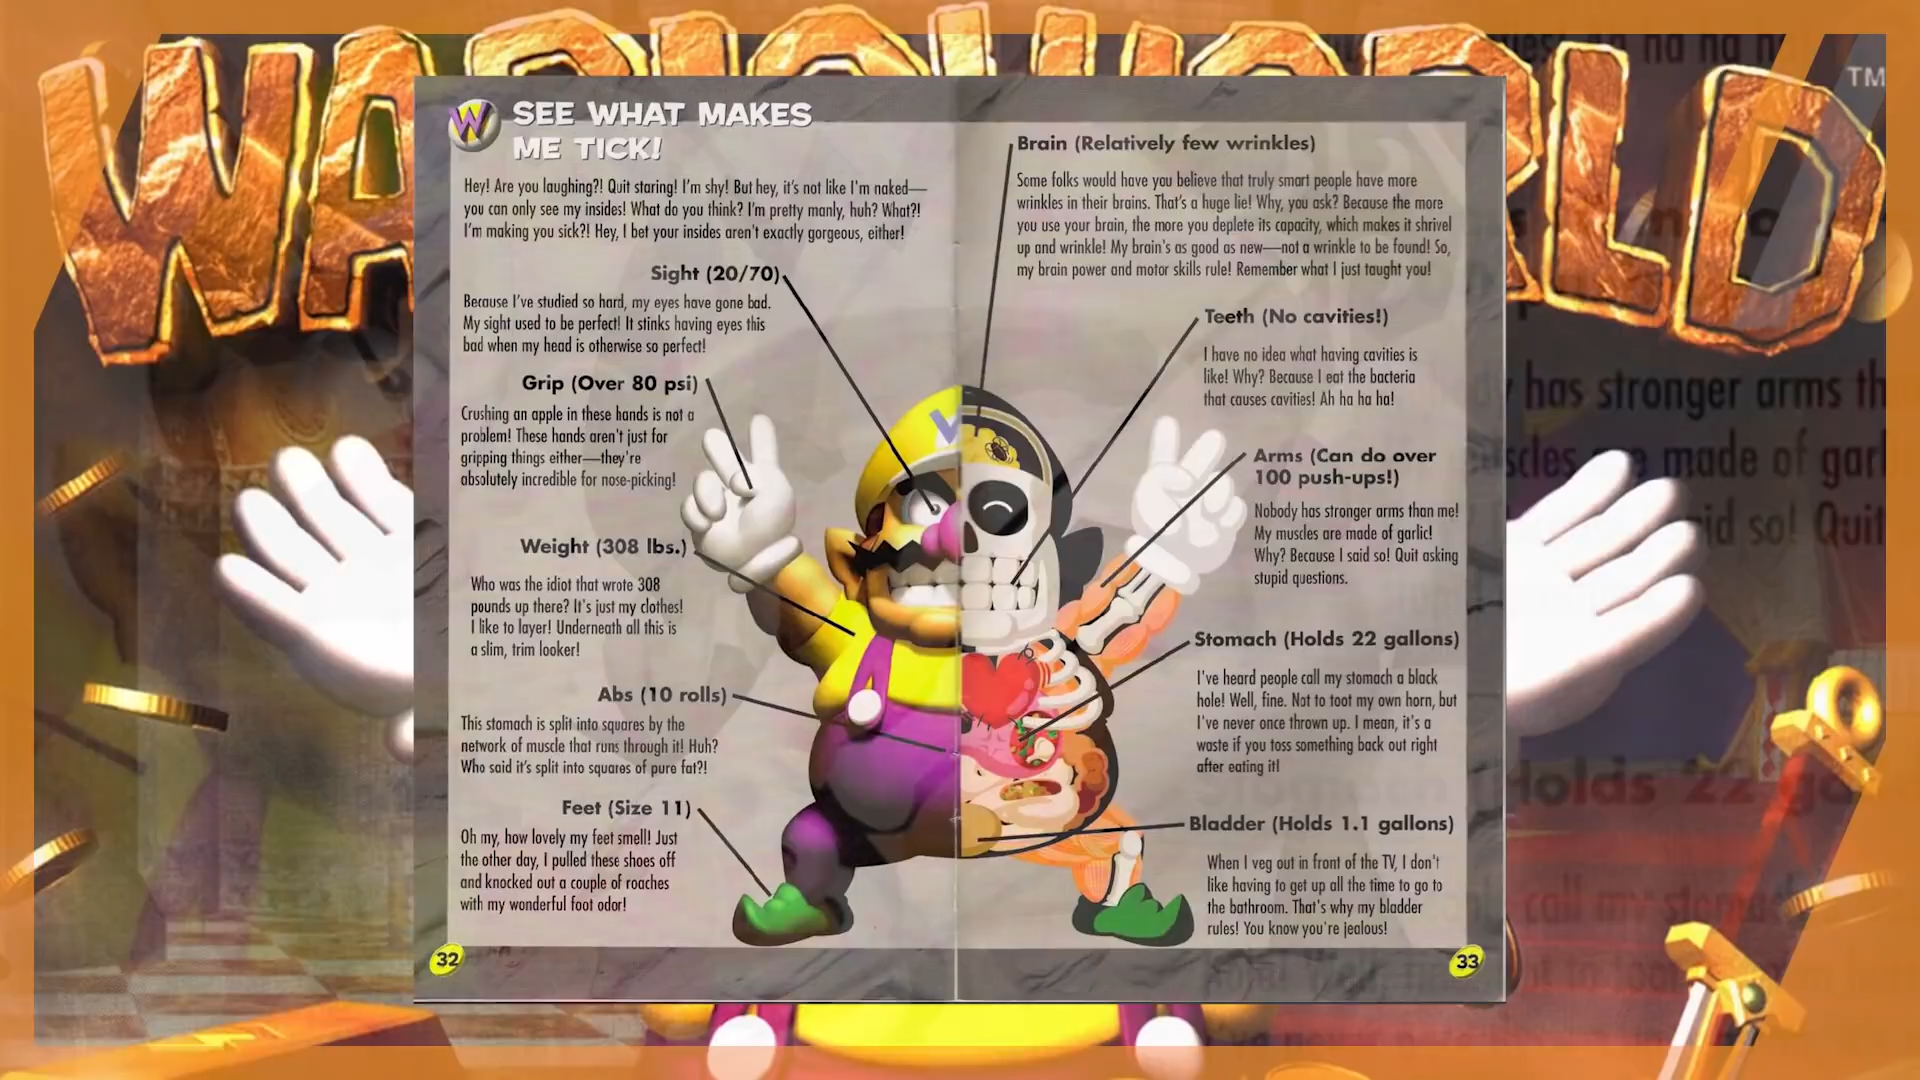 WARIOWORLD
TM
W
SEE WHAT MAKES
ME TICK!
Hey! Are you laughing?! Quit staring! I'm shy! But hey, it's not like I'm naked—
you can only see my insides! What do you think? I'm pretty manly, huh? What?!
I'm making you sick?! Hey, I bet your insides aren't exactly gorgeous, either!
Sight (20/70)
Because I've studied so hard, my eyes have gone bad.
My sight used to be perfect! It stinks having eyes this
bad when my head is otherwise so perfect!
Grip (Over 80 psi)
Crushing an apple in these hands is not a
problem! These hands aren't just for
gripping things either—they're
absolutely incredible for nose-picking!
Weight (308 lbs.)
Who was the idiot that wrote 308
pounds up there? It's just my clothes!
I like to layer! Underneath all this is
a slim, trim looker!
Abs (10 rolls)
This stomach is split into squares by the
network of muscle that runs through it! Huh?
Who said it's split into squares of pure fat?!
Feet (Size 11)
Oh my, how lovely my feet smell! Just
the other day, I pulled these shoes off
and knocked out a couple of roaches
with my wonderful foot odor!
32
Brain (Relatively few wrinkles)
Some folks would have you believe that truly smart people have more
wrinkles in their brains. That's a huge lie! Why, you ask? Because the more
you use your brain, the more you deplete its capacity, which makes it shrivel
up and wrinkle! My brain's as good as new—not a wrinkle to be found! So,
my brain power and motor skills rule! Remember what I just taught you!
Teeth (No cavities!)
I have no idea what having cavities is
like! Why? Because I eat the bacteria
that causes cavities! Ah ha ha ha!
Arms (Can do over
100 push-ups!)
Nobody has stronger arms than me!
My muscles are made of garlic!
Why? Because I said so! Quit asking
stupid questions.
Stomach (Holds 22 gallons)
I've heard people call my stomach a black
hole! Well, fine. Not to toot my own horn, but
I've never once thrown up. I mean, it's a
waste if you toss something back out right
after eating it!
Bladder (Holds 1.1 gallons)
When I veg out in front of the TV, I don't
like having to get up all the time to go to
the bathroom. That's why my bladder
rules! You know you're jealous!
33
has stronger arms th
made of garl
said so! Quit
Holds 22 ga
call my stomac